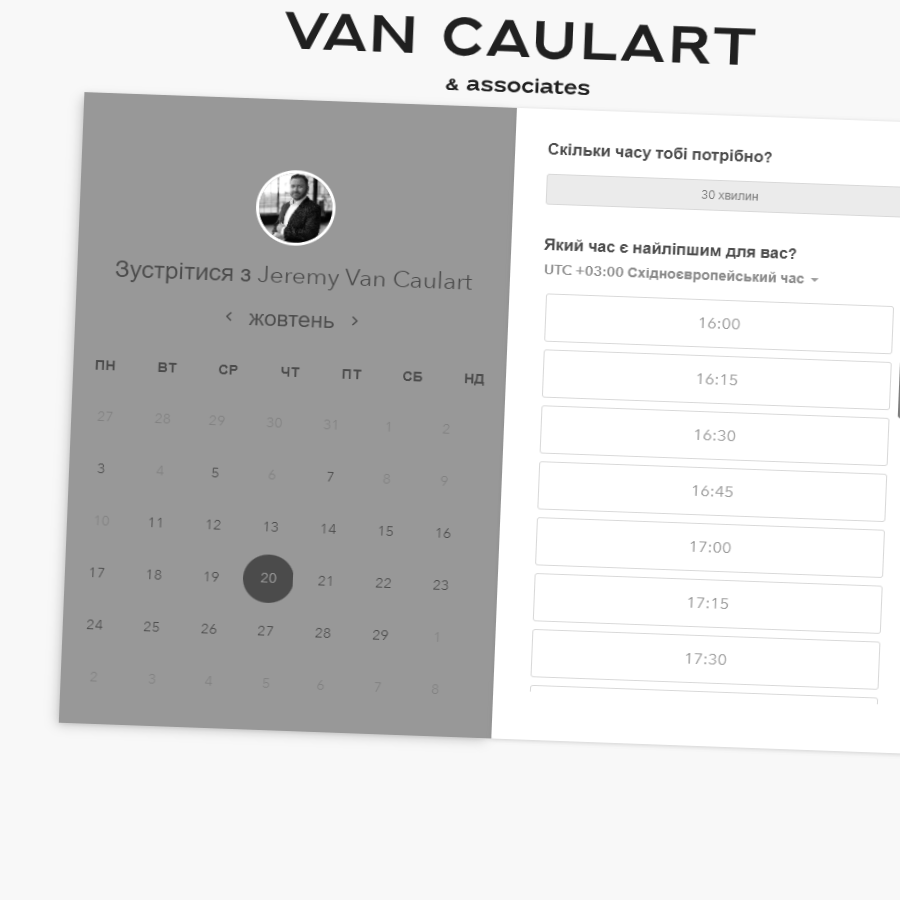 VAN CAULART
& associates
Зустрітися з Jeremy Van Caulart
жовтень
ПН ВТ СР ЧТ ПТ СБ НД
27 28 29 30 31 1 2
3 4 5 6 7 8 9
10 11 12 13 14 15 16
17 18 19 20 21 22 23
24 25 26 27 28 29 1
2 3 4 5 6 7 8
Скільки часу тобі потрібно?
30 хвилин
Який час є найліпшим для вас?
UTC +03:00 Східноєвропейський час
16:00
16:15
16:30
16:45
17:00
17:15
17:30